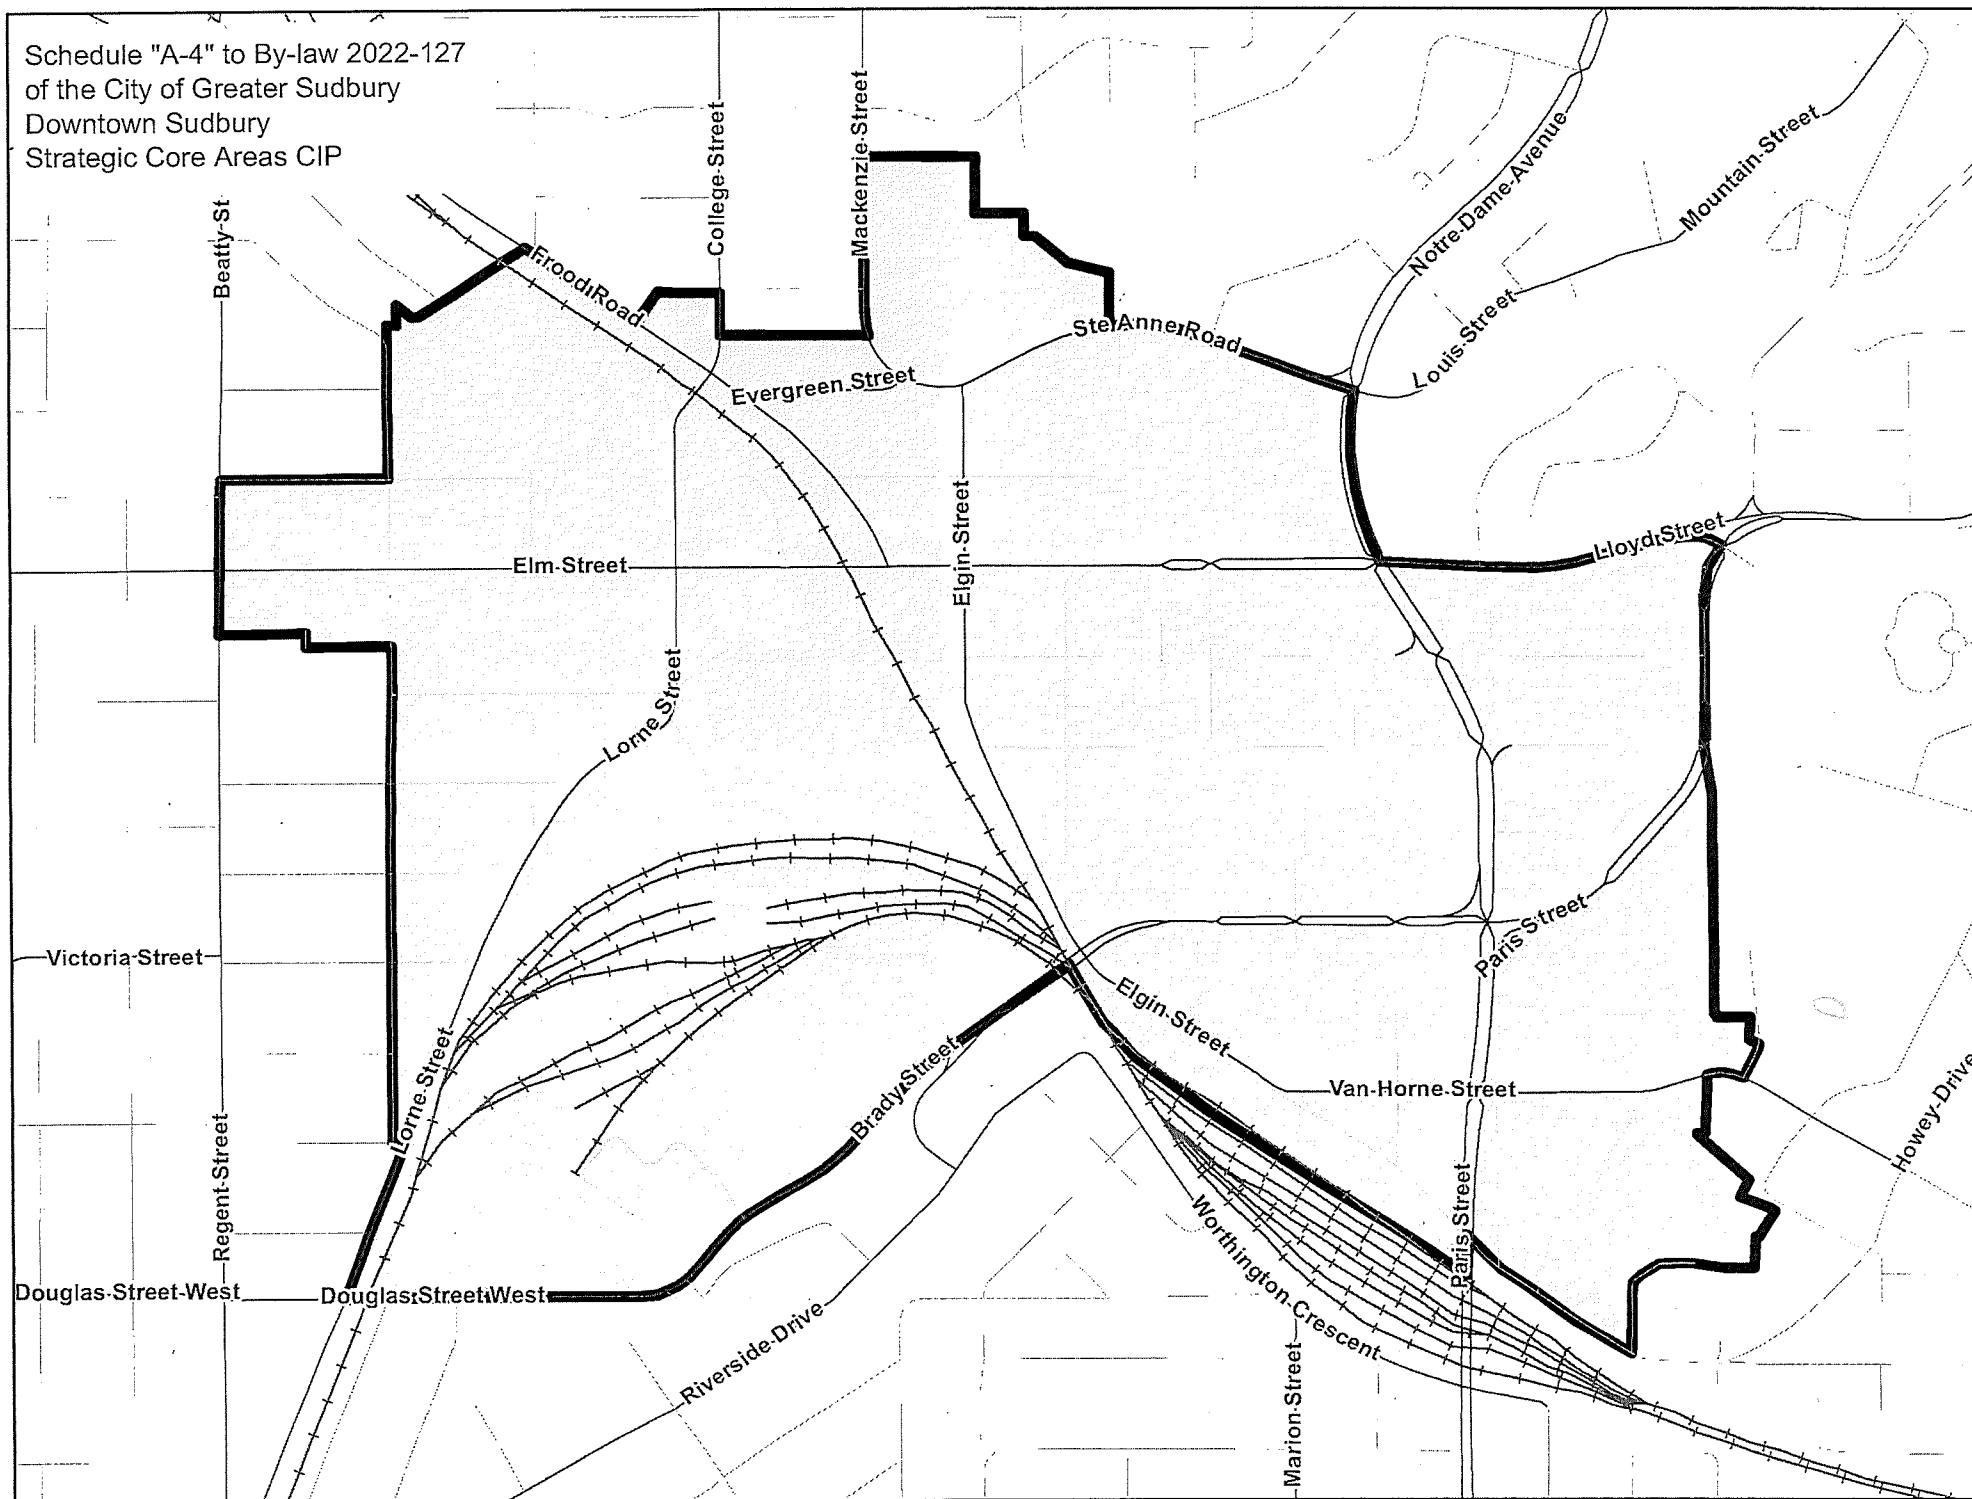 Schedule "A-4" to By-law 2022-127
of the City of Greater Sudbury
Downtown Sudbury
Strategic Core Areas CIP
Beatty St
College Street
Mackenzie Street
Notre Dame Avenue
Mountain Street
Frood Road
Ste Anne Road
Louis Street
Evergreen Street
Elgin Street
Lloyd Street
Elm Street
Lorne Street
Victoria Street
Paris Street
Elgin Street
Lorne Street
Brady Street
Van Horne Street
Howey Drive
Regent Street
Paris Street
Worthington Crescent
Douglas Street West
Douglas Street West
Riverside Drive
Marion Street